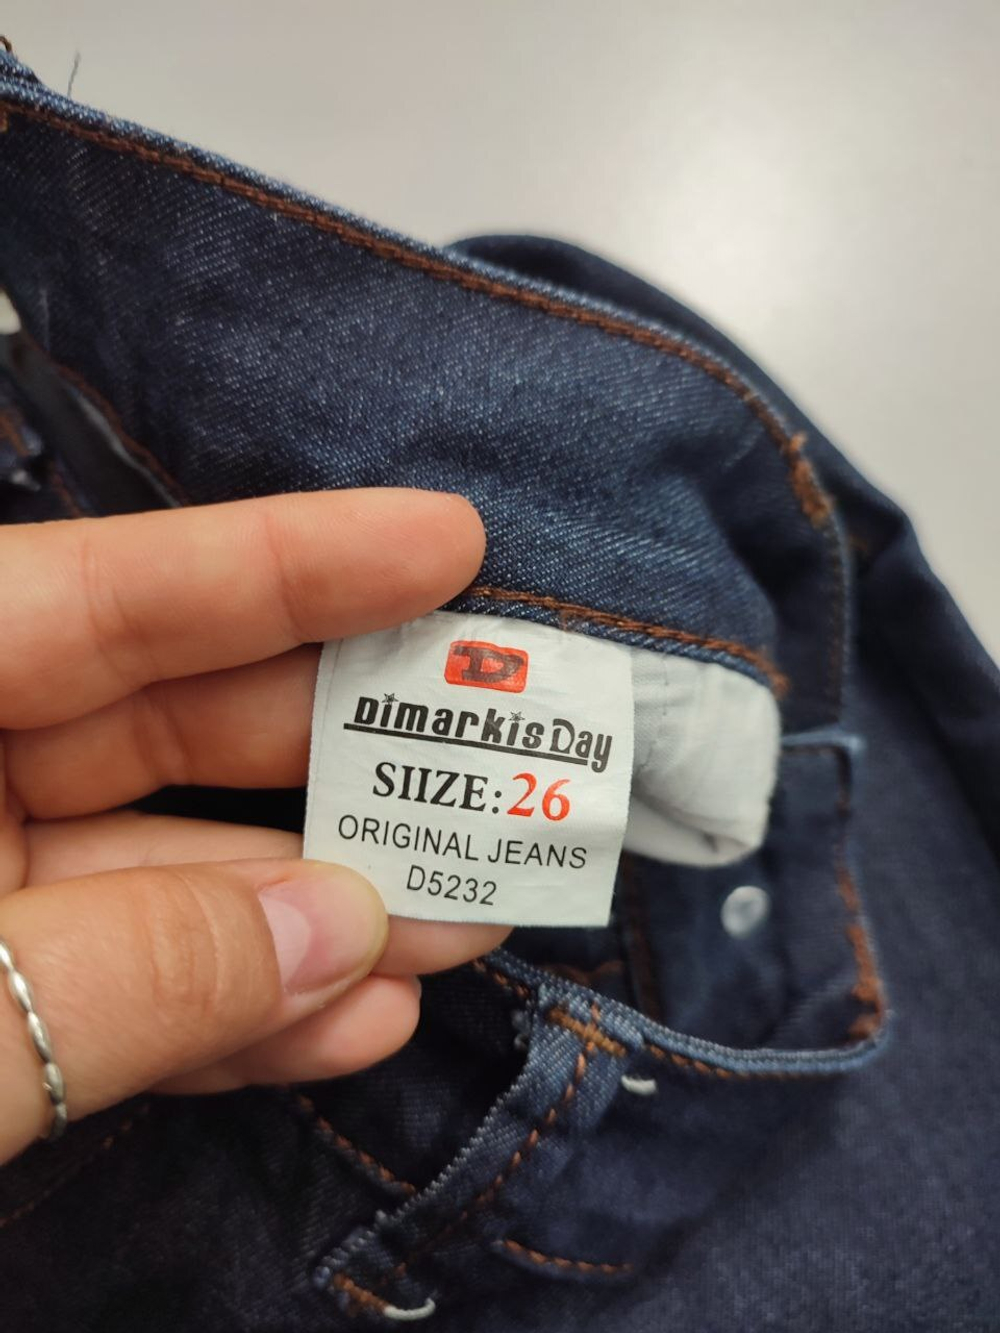 D
DimarkisDay
SIIZE: 26
ORIGINAL JEANS
D5232